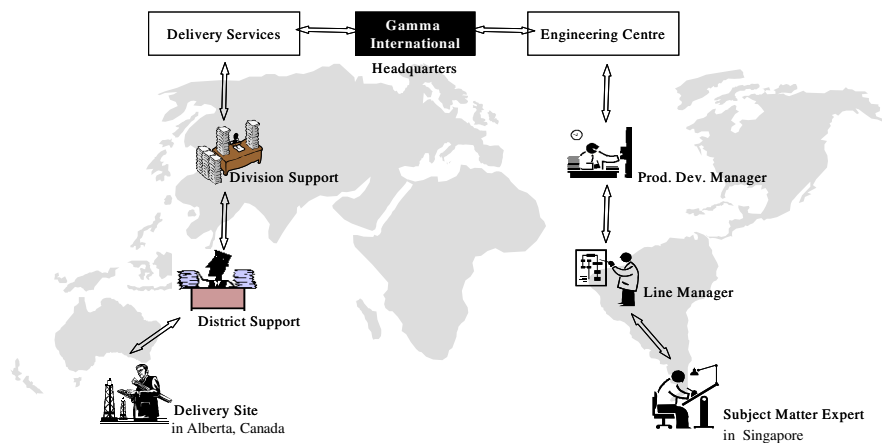 Delivery Services
Gamma
International
Engineering Centre
Headquarters
Division Support
Prod. Dev. Manager
District Support
Line Manager
Delivery Site
in Alberta, Canada
Subject Matter Expert
in Singapore